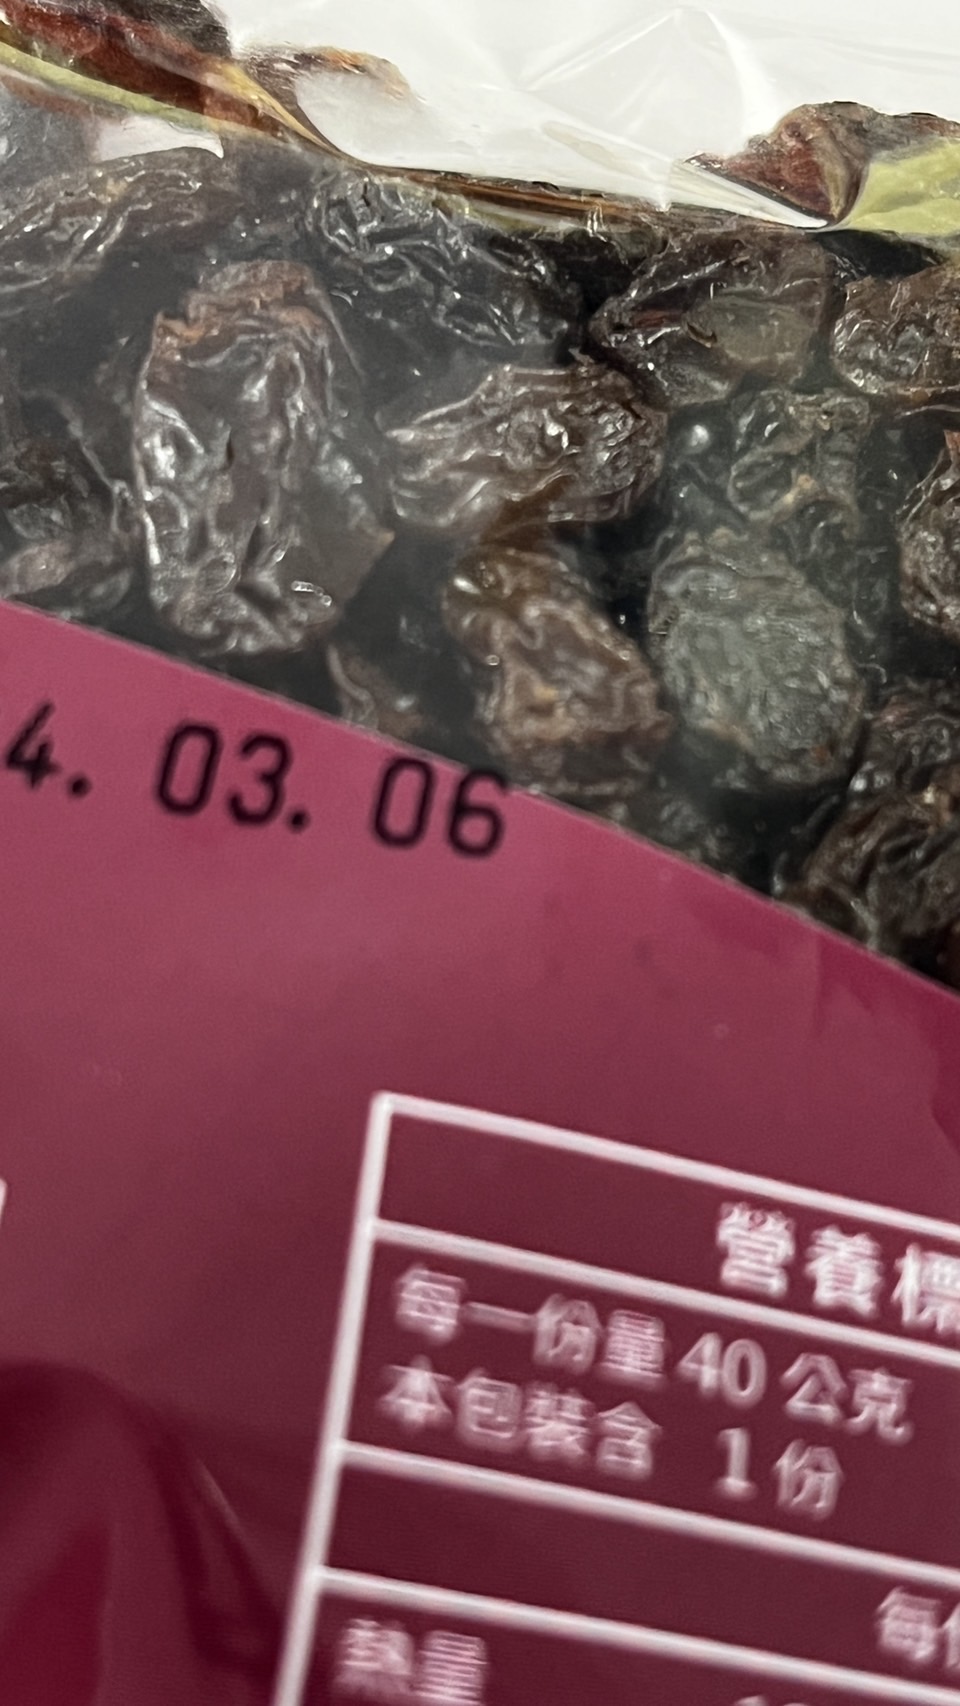 4. 03. 06
營養標
每一份量 40 公克
本包裝含 1 份
每
熱量